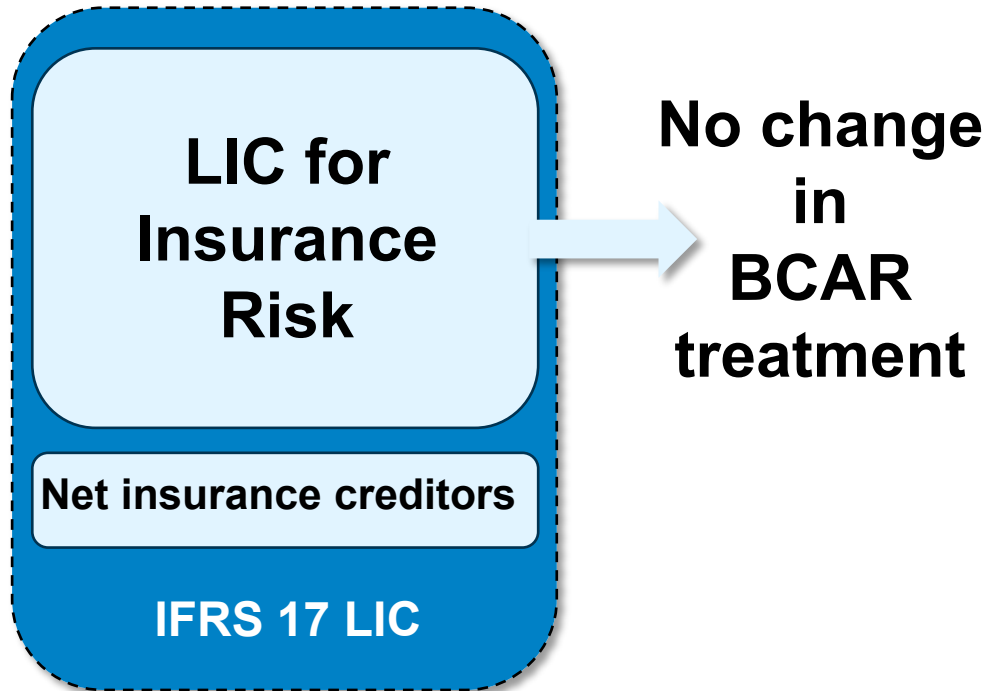 LIC for
Insurance
Risk
No change
in
BCAR
treatment
Net insurance creditors
IFRS 17 LIC